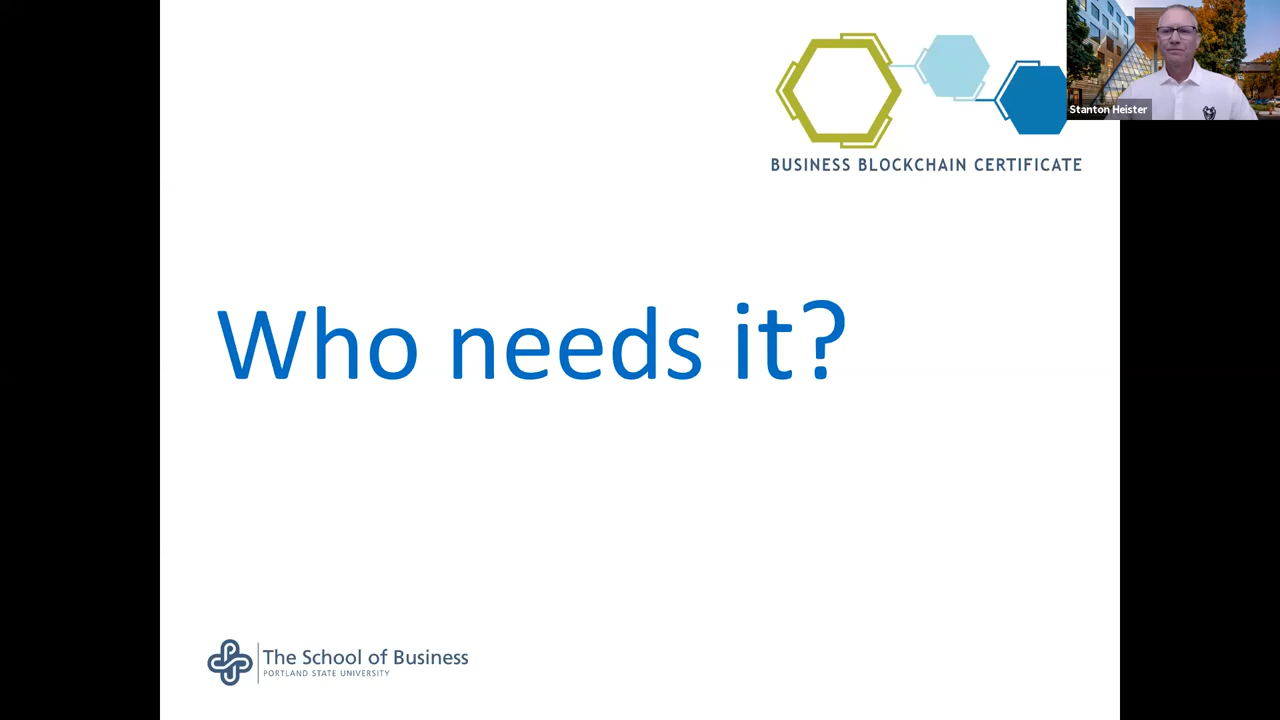 Stanton Heister
BUSINESS BLOCKCHAIN CERTIFICATE
Who needs it?
The School of Business
PORTLAND STATE UNIVERSITY